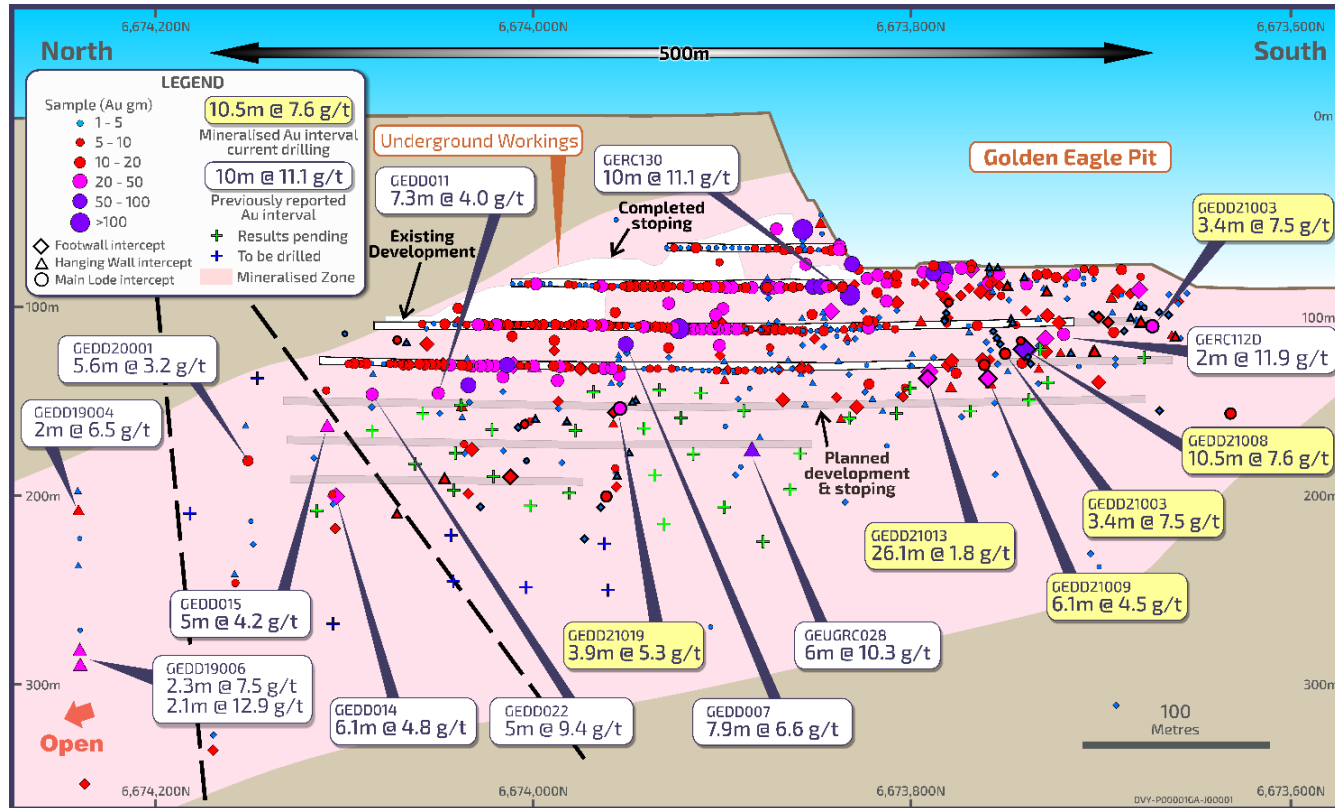 6,674,200N
6,674,000N
6,673,800N
6,673,600N
North
500m
South
LEGEND
Sample (Au gm)
1 - 5
5 - 10
10 - 20
20 - 50
50 - 100
>100
Footwall intercept
Hanging Wall intercept
Main Lode intercept
10.5m @ 7.6 g/t
Mineralised Au interval
current drilling
10m @ 11.1 g/t
Previously reported
Au interval
Results pending
To be drilled
Mineralised Zone
Underground Workings
GEDD011
7.3m @ 4.0 g/t
GERC130
10m @ 11.1 g/t
Golden Eagle Pit
0m
Completed
stoping
Existing
Development
GEDD21003
3.4m @ 7.5 g/t
100m
100m
GERC112D
2m @ 11.9 g/t
GEDD20001
5.6m @ 3.2 g/t
GEDD19004
2m @ 6.5 g/t
GEDD21008
10.5m @ 7.6 g/t
Planned
development
& stoping
200m
200m
GEDD21003
3.4m @ 7.5 g/t
GEDD21013
26.1m @ 1.8 g/t
GEDD21009
6.1m @ 4.5 g/t
GEDD015
5m @ 4.2 g/t
GEDD21019
3.9m @ 5.3 g/t
GEUGRC028
6m @ 10.3 g/t
GEDD19006
2.3m @ 7.5 g/t
2.1m @ 12.9 g/t
300m
300m
GEDD014
6.1m @ 4.8 g/t
GEDD022
5m @ 9.4 g/t
GEDD007
7.9m @ 6.6 g/t
Open
100
Metres
6,674,200N
6,674,000N
6,673,800N
6,673,600N
DVY-P00001GA-J00001